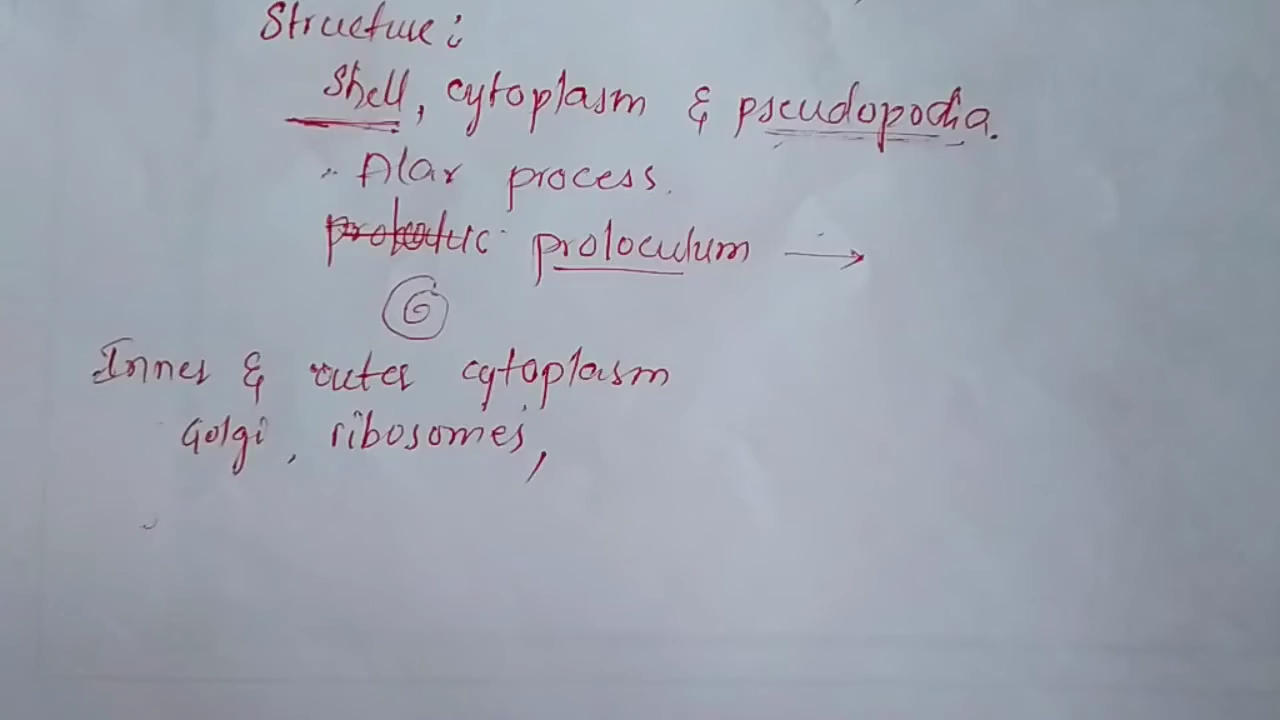 Structure:
Shell, cytoplasm & pseudopodia.
Alar process.
proloculum →
Inner & outer cytoplasm
Golgi, ribosomes,